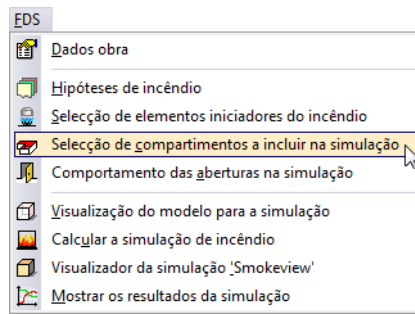 FDS
Dados obra
Hipóteses de incêndio
Selecção de elementos iniciadores do incêndio
Selecção de compartimentos a incluir na simulação
Comportamento das aberturas na simulação
Visualização do modelo para a simulação
Calcular a simulação de incêndio
Visualizador da simulação 'Smokeview'
Mostrar os resultados da simulação